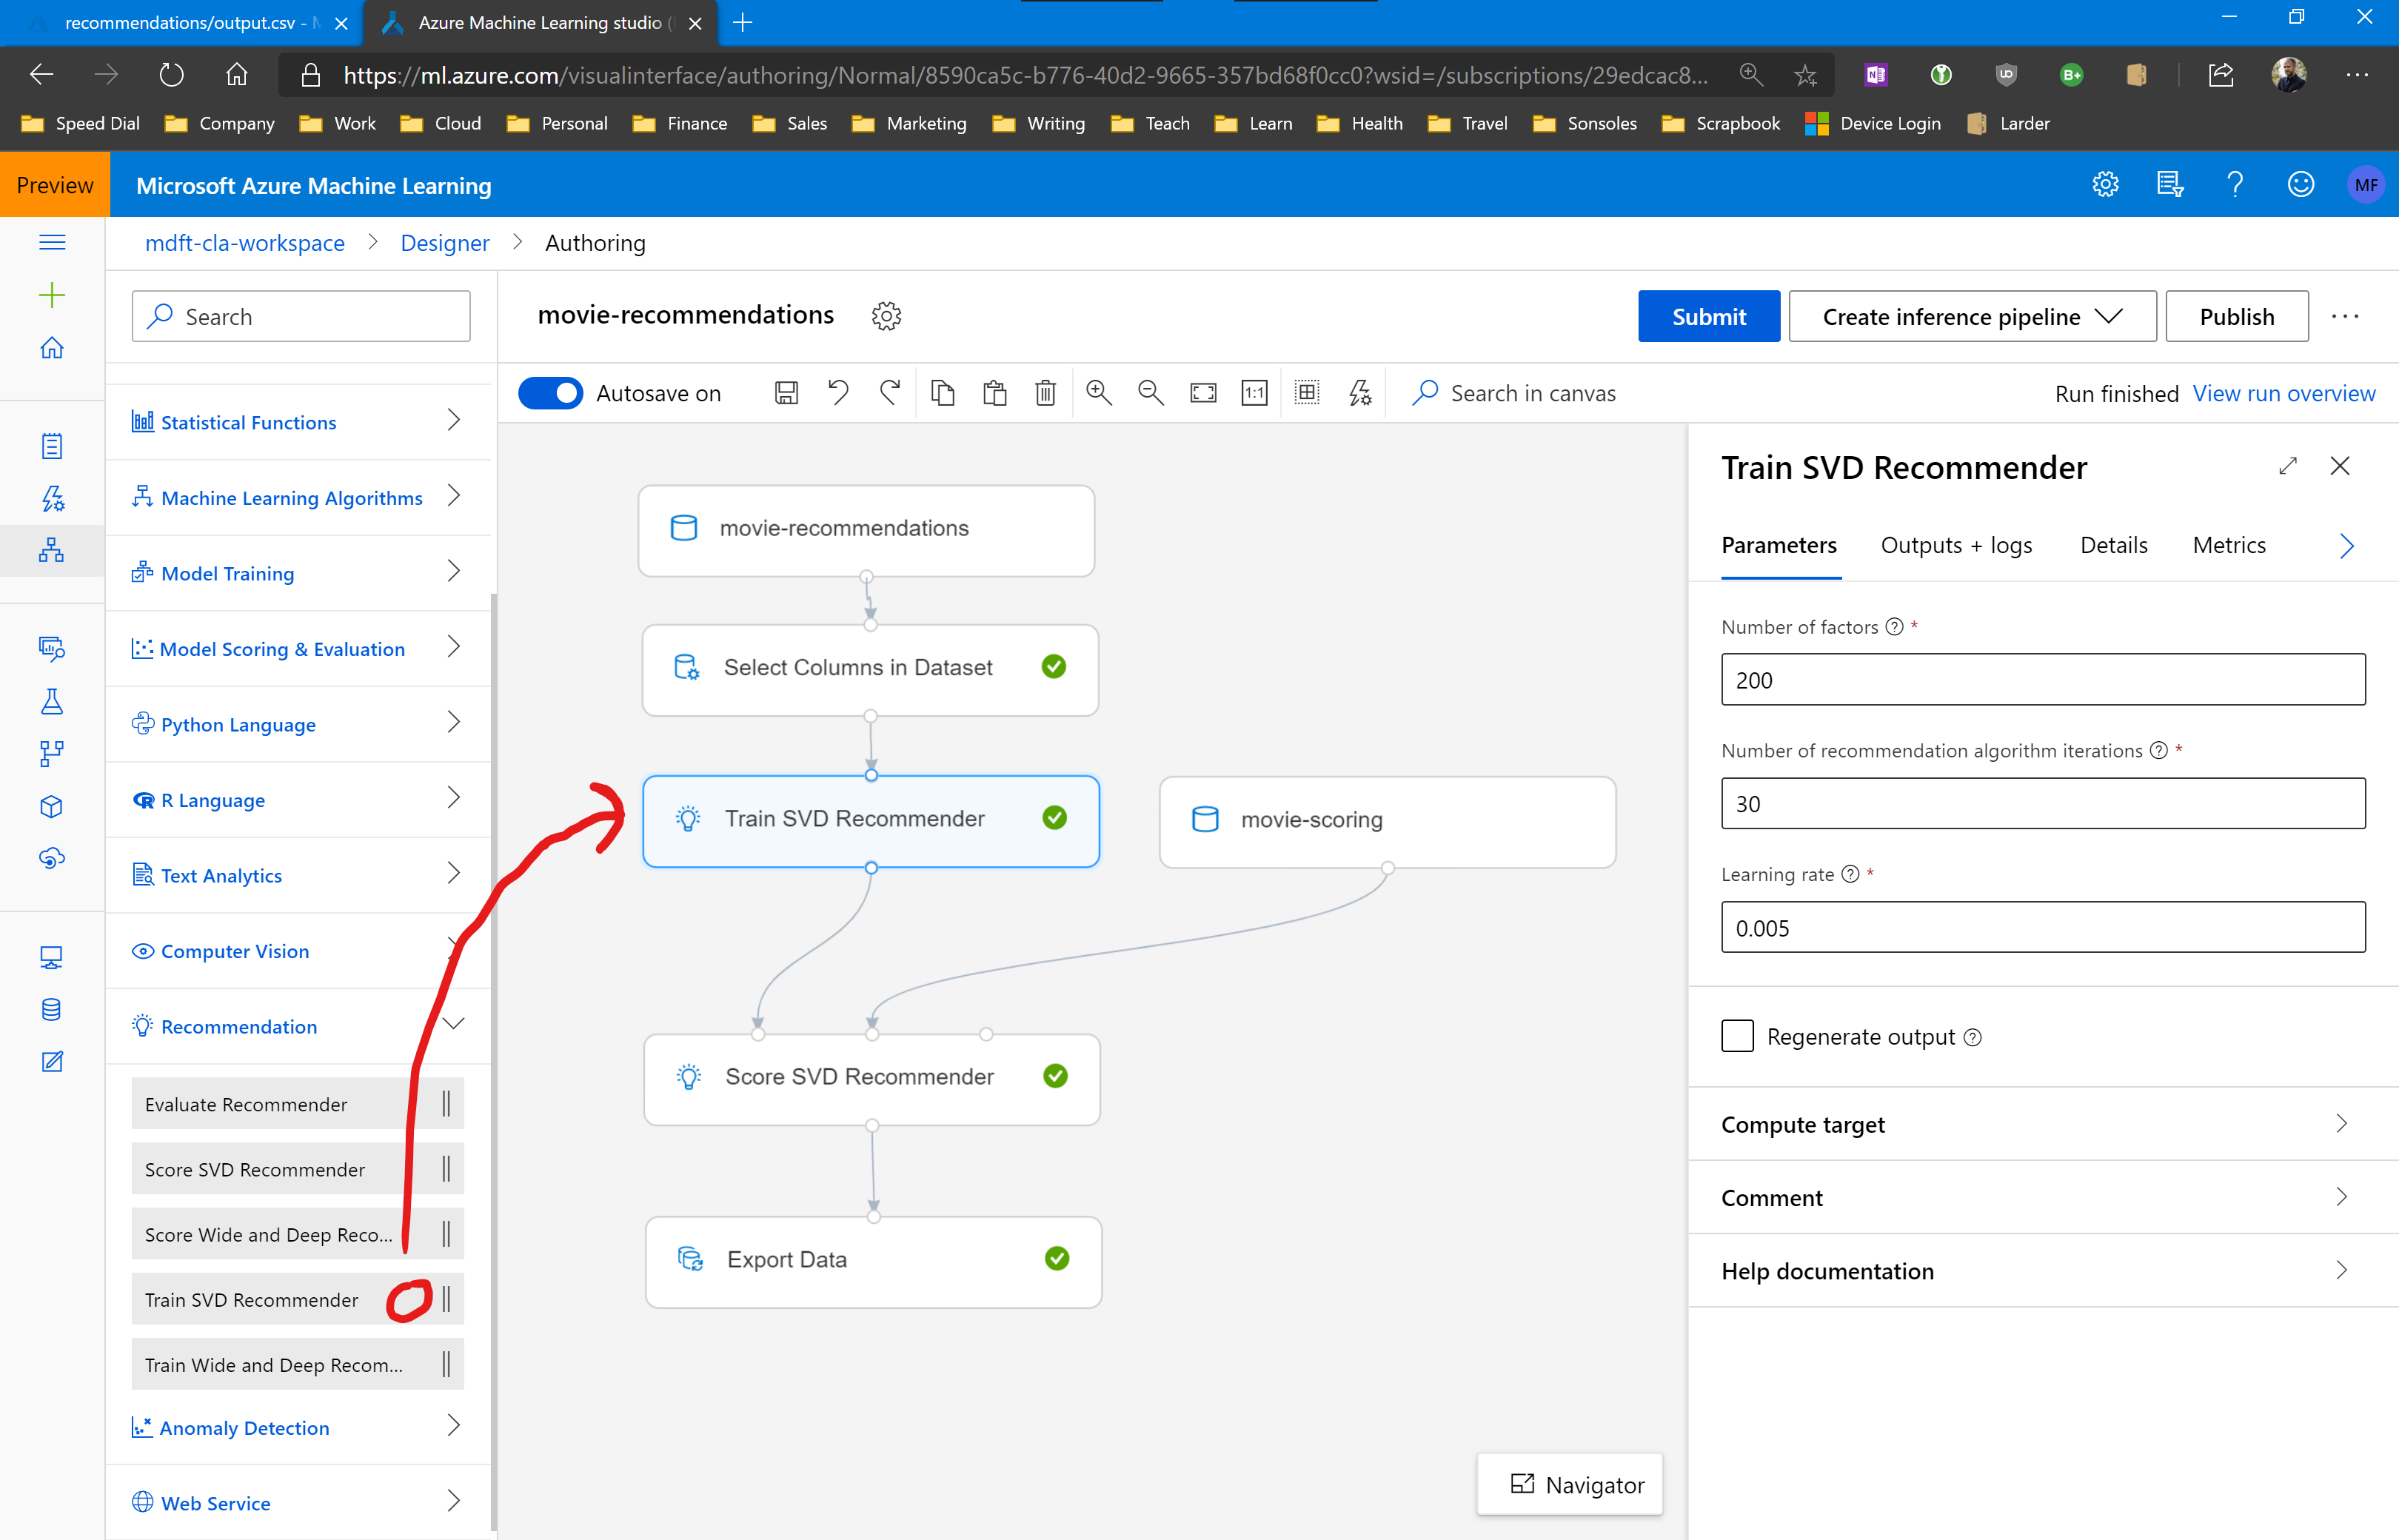 recommendations/output.csv -
Azure Machine Learning studio (
https://ml.azure.com/visualinterface/authoring/Normal/8590ca5c-b776-40d2-9665-357bd68f0cc0?wsid=/subscriptions/29edcac8...
Speed Dial Company Work Cloud Personal Finance Sales Marketing Writing Teach Learn Health Travel Sonsoles Scrapbook Device Login Larder
Preview Microsoft Azure Machine Learning MF
mdft-cla-workspace > Designer > Authoring
Search
movie-recommendations
Submit
Create inference pipeline
Publish
Autosave on
1:1
Search in canvas
Run finished View run overview
Statistical Functions
Machine Learning Algorithms
Model Training
Model Scoring & Evaluation
Python Language
R Language
Text Analytics
Computer Vision
Recommendation
Evaluate Recommender
Score SVD Recommender
Score Wide and Deep Reco...
Train SVD Recommender
Train Wide and Deep Recom...
Anomaly Detection
Web Service
movie-recommendations
Select Columns in Dataset
Train SVD Recommender
movie-scoring
Score SVD Recommender
Export Data
Navigator
Train SVD Recommender
Parameters Outputs + logs Details Metrics
Number of factors ? *
200
Number of recommendation algorithm iterations ? *
30
Learning rate ? *
0.005
Regenerate output ?
Compute target
Comment
Help documentation